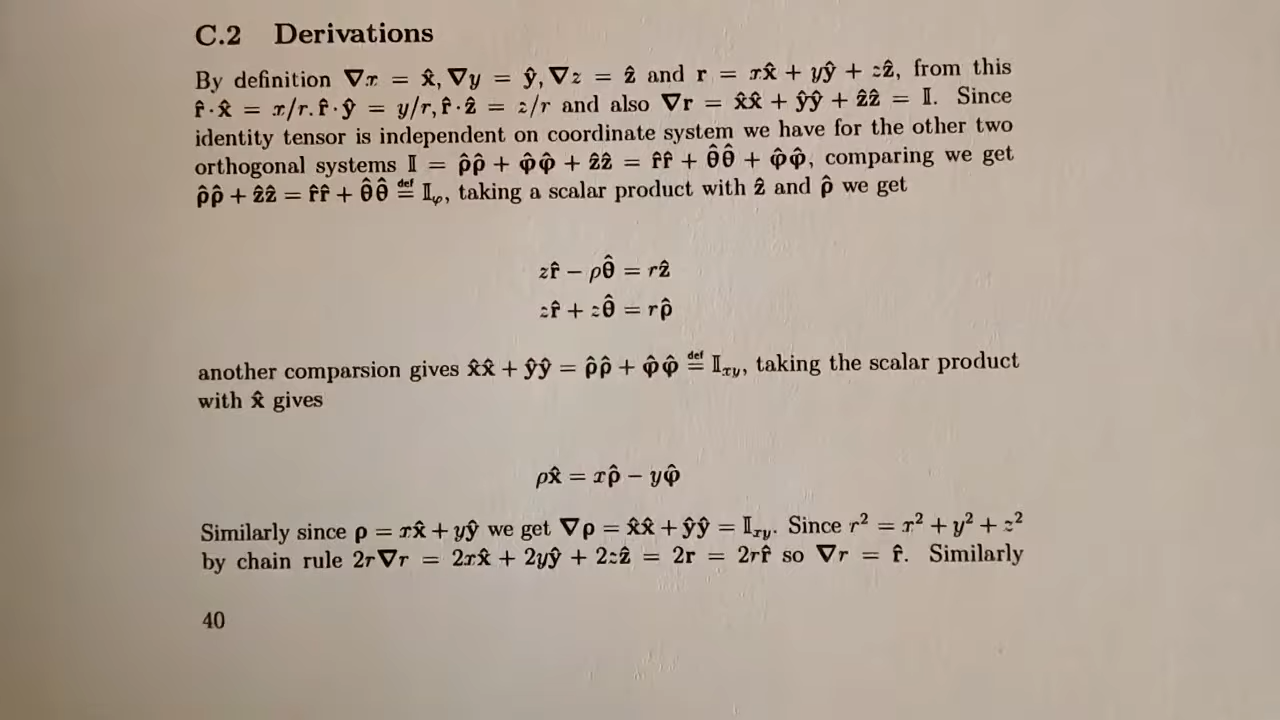 C.2 Derivations
By definition ∇x = x̂, ∇y = ŷ, ∇z = ẑ and r = xx̂ + yŷ + zẑ, from this
r̂·x̂ = x/r. r̂·ŷ = y/r, r̂·ẑ = z/r and also ∇r = x̂x̂ + ŷŷ + ẑẑ = 𝕀. Since
identity tensor is independent on coordinate system we have for the other two
orthogonal systems 𝕀 = ρ̂ρ̂ + φ̂φ̂ + ẑẑ = r̂r̂ + θ̂θ̂ + φ̂φ̂, comparing we get
ρ̂ρ̂ + ẑẑ = r̂r̂ + θ̂θ̂ ≝ 𝕀φ, taking a scalar product with ẑ and ρ̂ we get
zr̂ − ρθ̂ = rẑ
zr̂ + zθ̂ = rρ̂
another comparsion gives x̂x̂ + ŷŷ = ρ̂ρ̂ + φ̂φ̂ ≝ 𝕀xy, taking the scalar product
with x̂ gives
ρx̂ = xρ̂ − yφ̂
Similarly since ρ = xx̂ + yŷ we get ∇ρ = x̂x̂ + ŷŷ = 𝕀xy. Since r² = x² + y² + z²
by chain rule 2r∇r = 2xx̂ + 2yŷ + 2zẑ = 2r = 2rr̂ so ∇r = r̂. Similarly
40